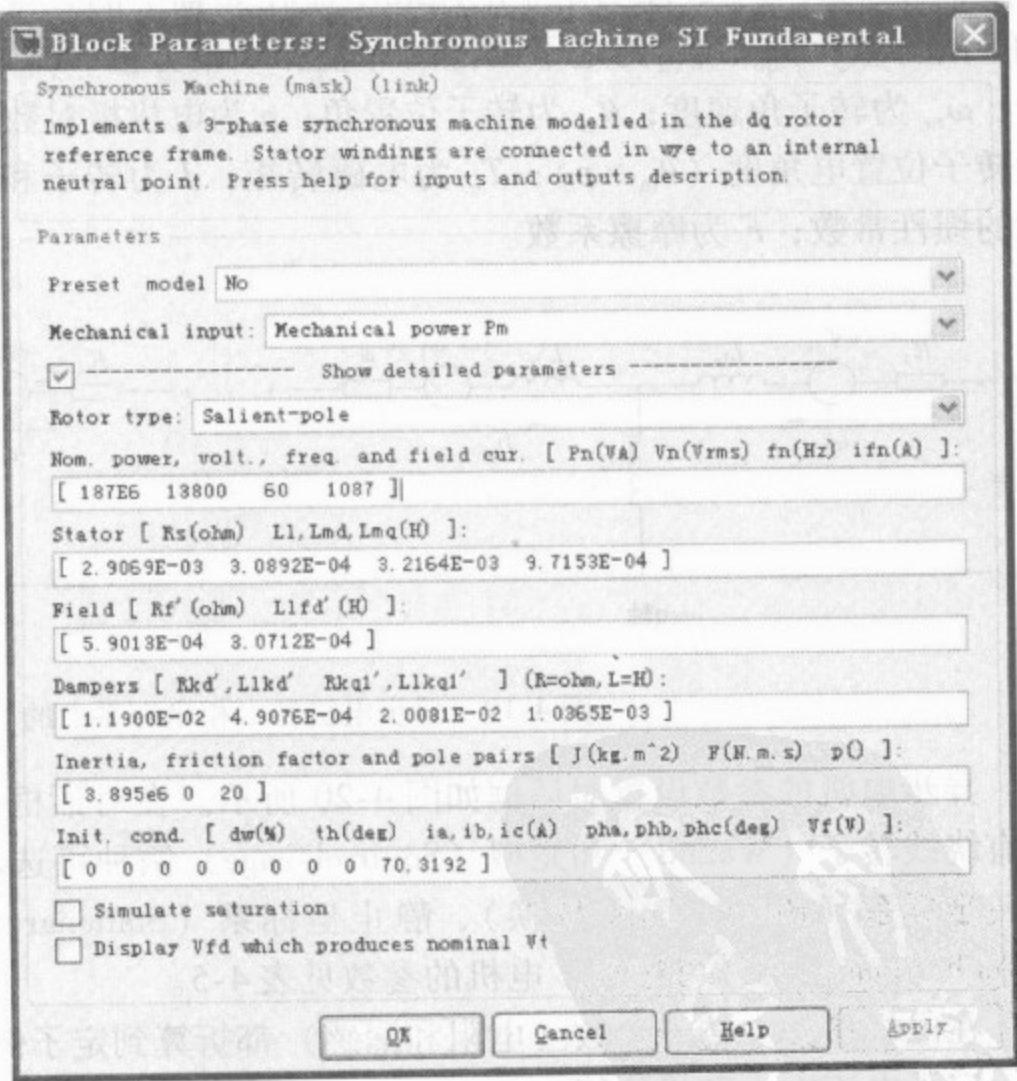 Block Parameters: Synchronous Machine SI Fundamental
Synchronous Machine (mask) (link)
Implements a 3-phase synchronous machine modelled in the dq rotor
reference frame. Stator windings are connected in wye to an internal
neutral point. Press help for inputs and outputs description.
Parameters
Preset model No
Mechanical input: Mechanical power Pm
Show detailed parameters
Rotor type: Salient-pole
Nom. power, volt., freq. and field cur. [ Pn(VA) Vn(Vrms) fn(Hz) ifn(A) ]:
[ 187E6 13800 60 1087 ]
Stator [ Rs(ohm) Ll,Lmd,Lmq(H) ]:
[ 2.9069E-03 3.0892E-04 3.2164E-03 9.7153E-04 ]
Field [ Rf'(ohm) Llfd'(H) ]:
[ 5.9013E-04 3.0712E-04 ]
Dampers [ Rkd',Llkd' Rkq1',Llkq1' ] (R=ohm,L=H):
[ 1.1900E-02 4.9076E-04 2.0081E-02 1.0365E-03 ]
Inertia, friction factor and pole pairs [ J(kg.m^2) F(N.m.s) p() ]:
[ 3.895e6 0 20 ]
Init. cond. [ dw(%) th(deg) ia,ib,ic(A) pha,phb,phc(deg) Vf(V) ]:
[ 0 0 0 0 0 0 0 0 70.3192 ]
Simulate saturation
Display Vfd which produces nominal Vt
OK Cancel Help Apply